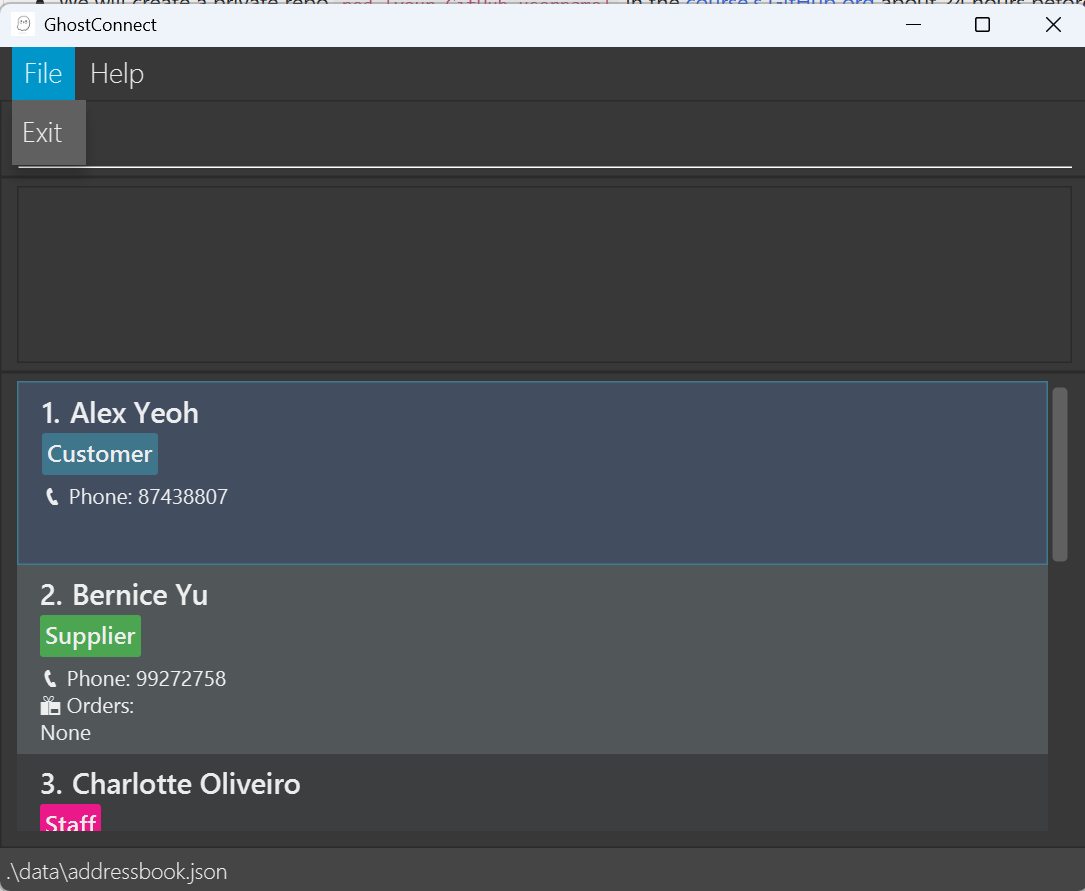 GhostConnect
File Help
Exit
1. Alex Yeoh
Customer
Phone: 87438807
2. Bernice Yu
Supplier
Phone: 99272758
Orders:
None
3. Charlotte Oliveiro
Staff
.\data\addressbook.json